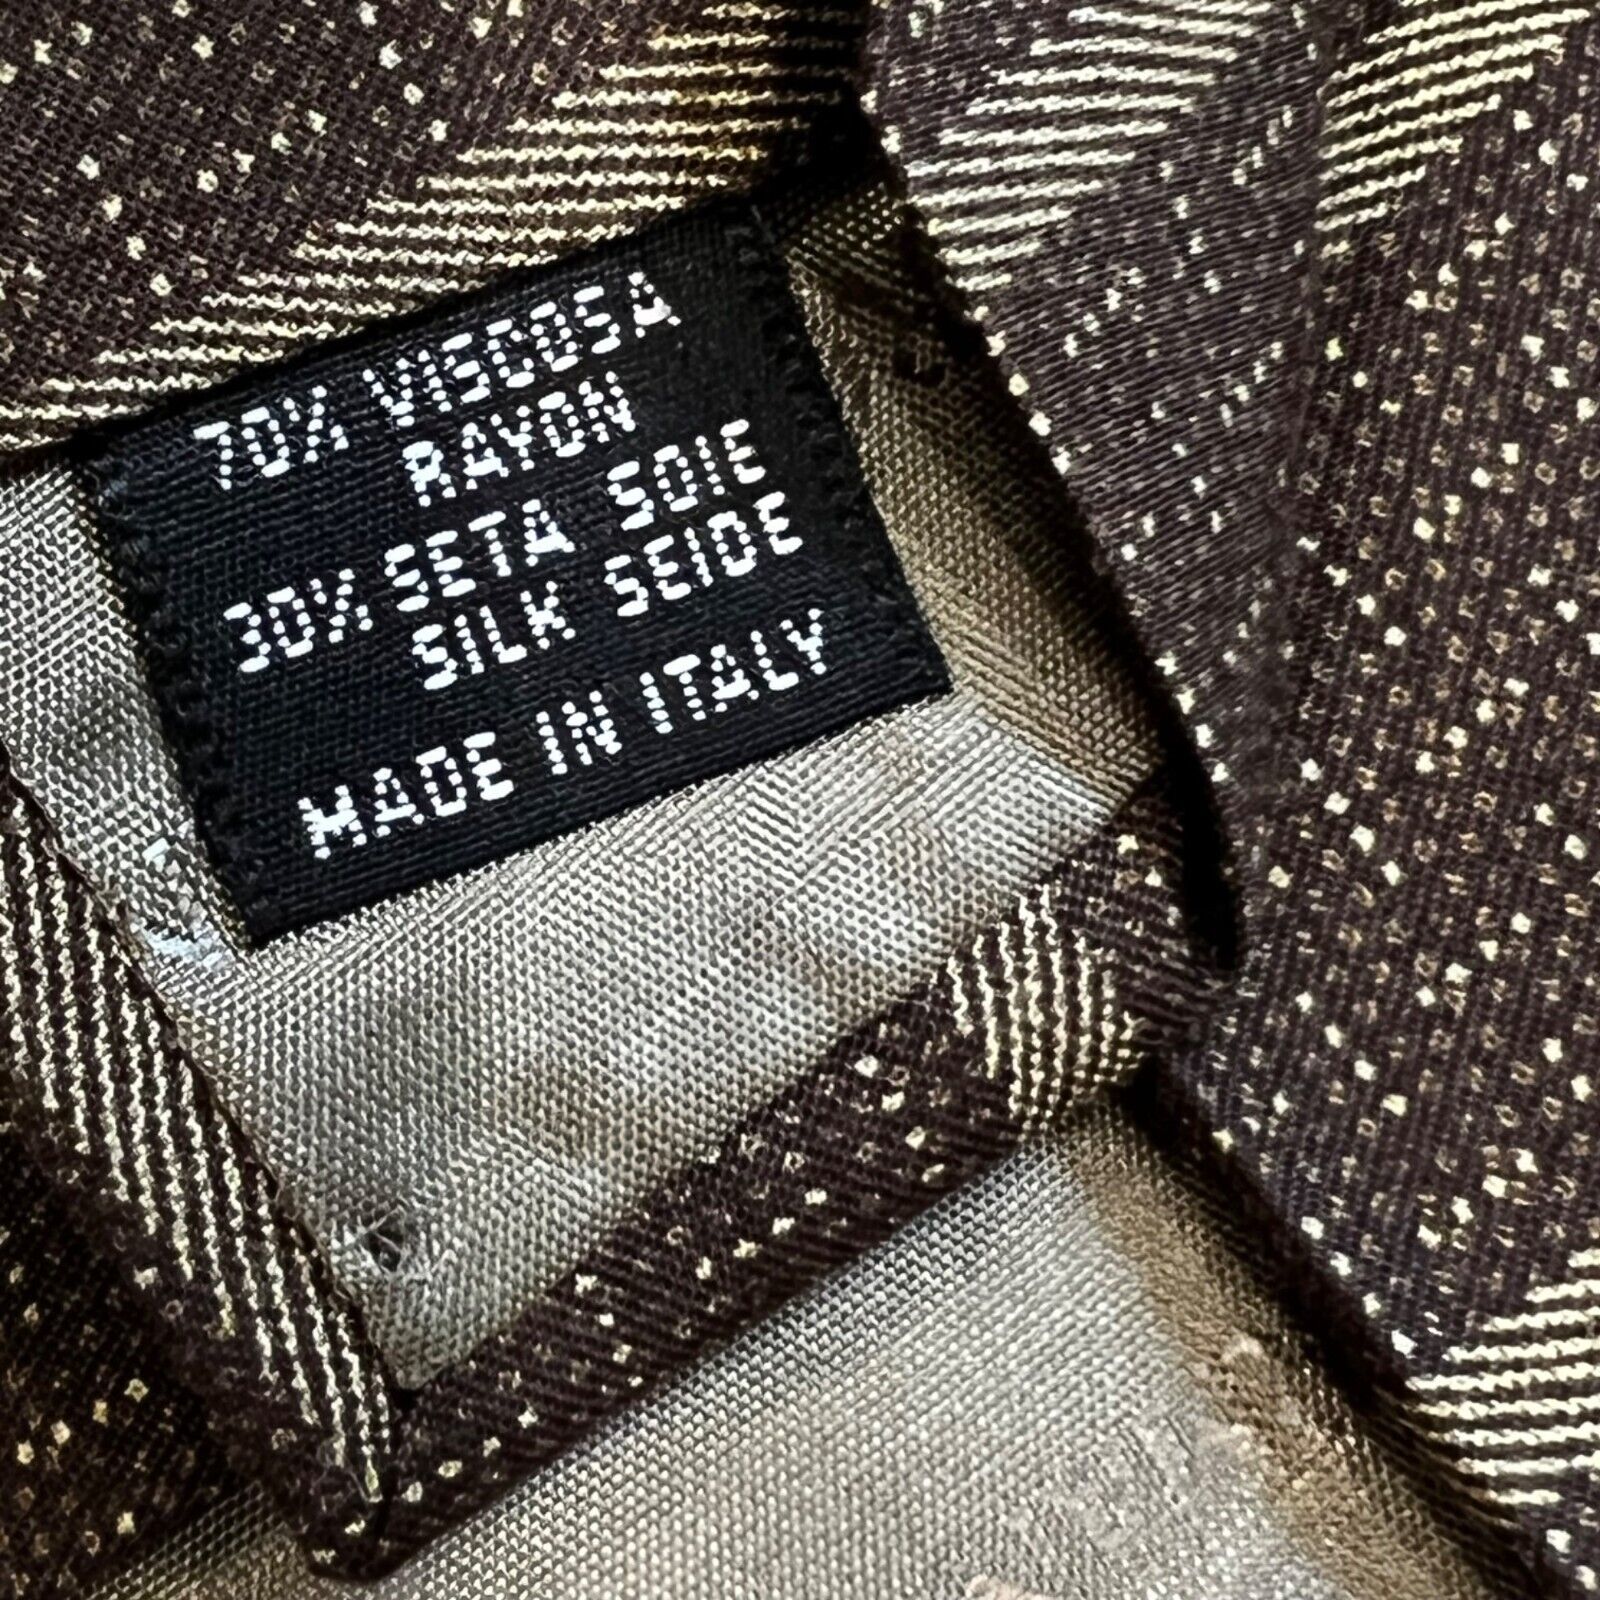 70% VISCOSA
RAYON
30% SETA SOIE
SILK SEIDE
MADE IN ITALY